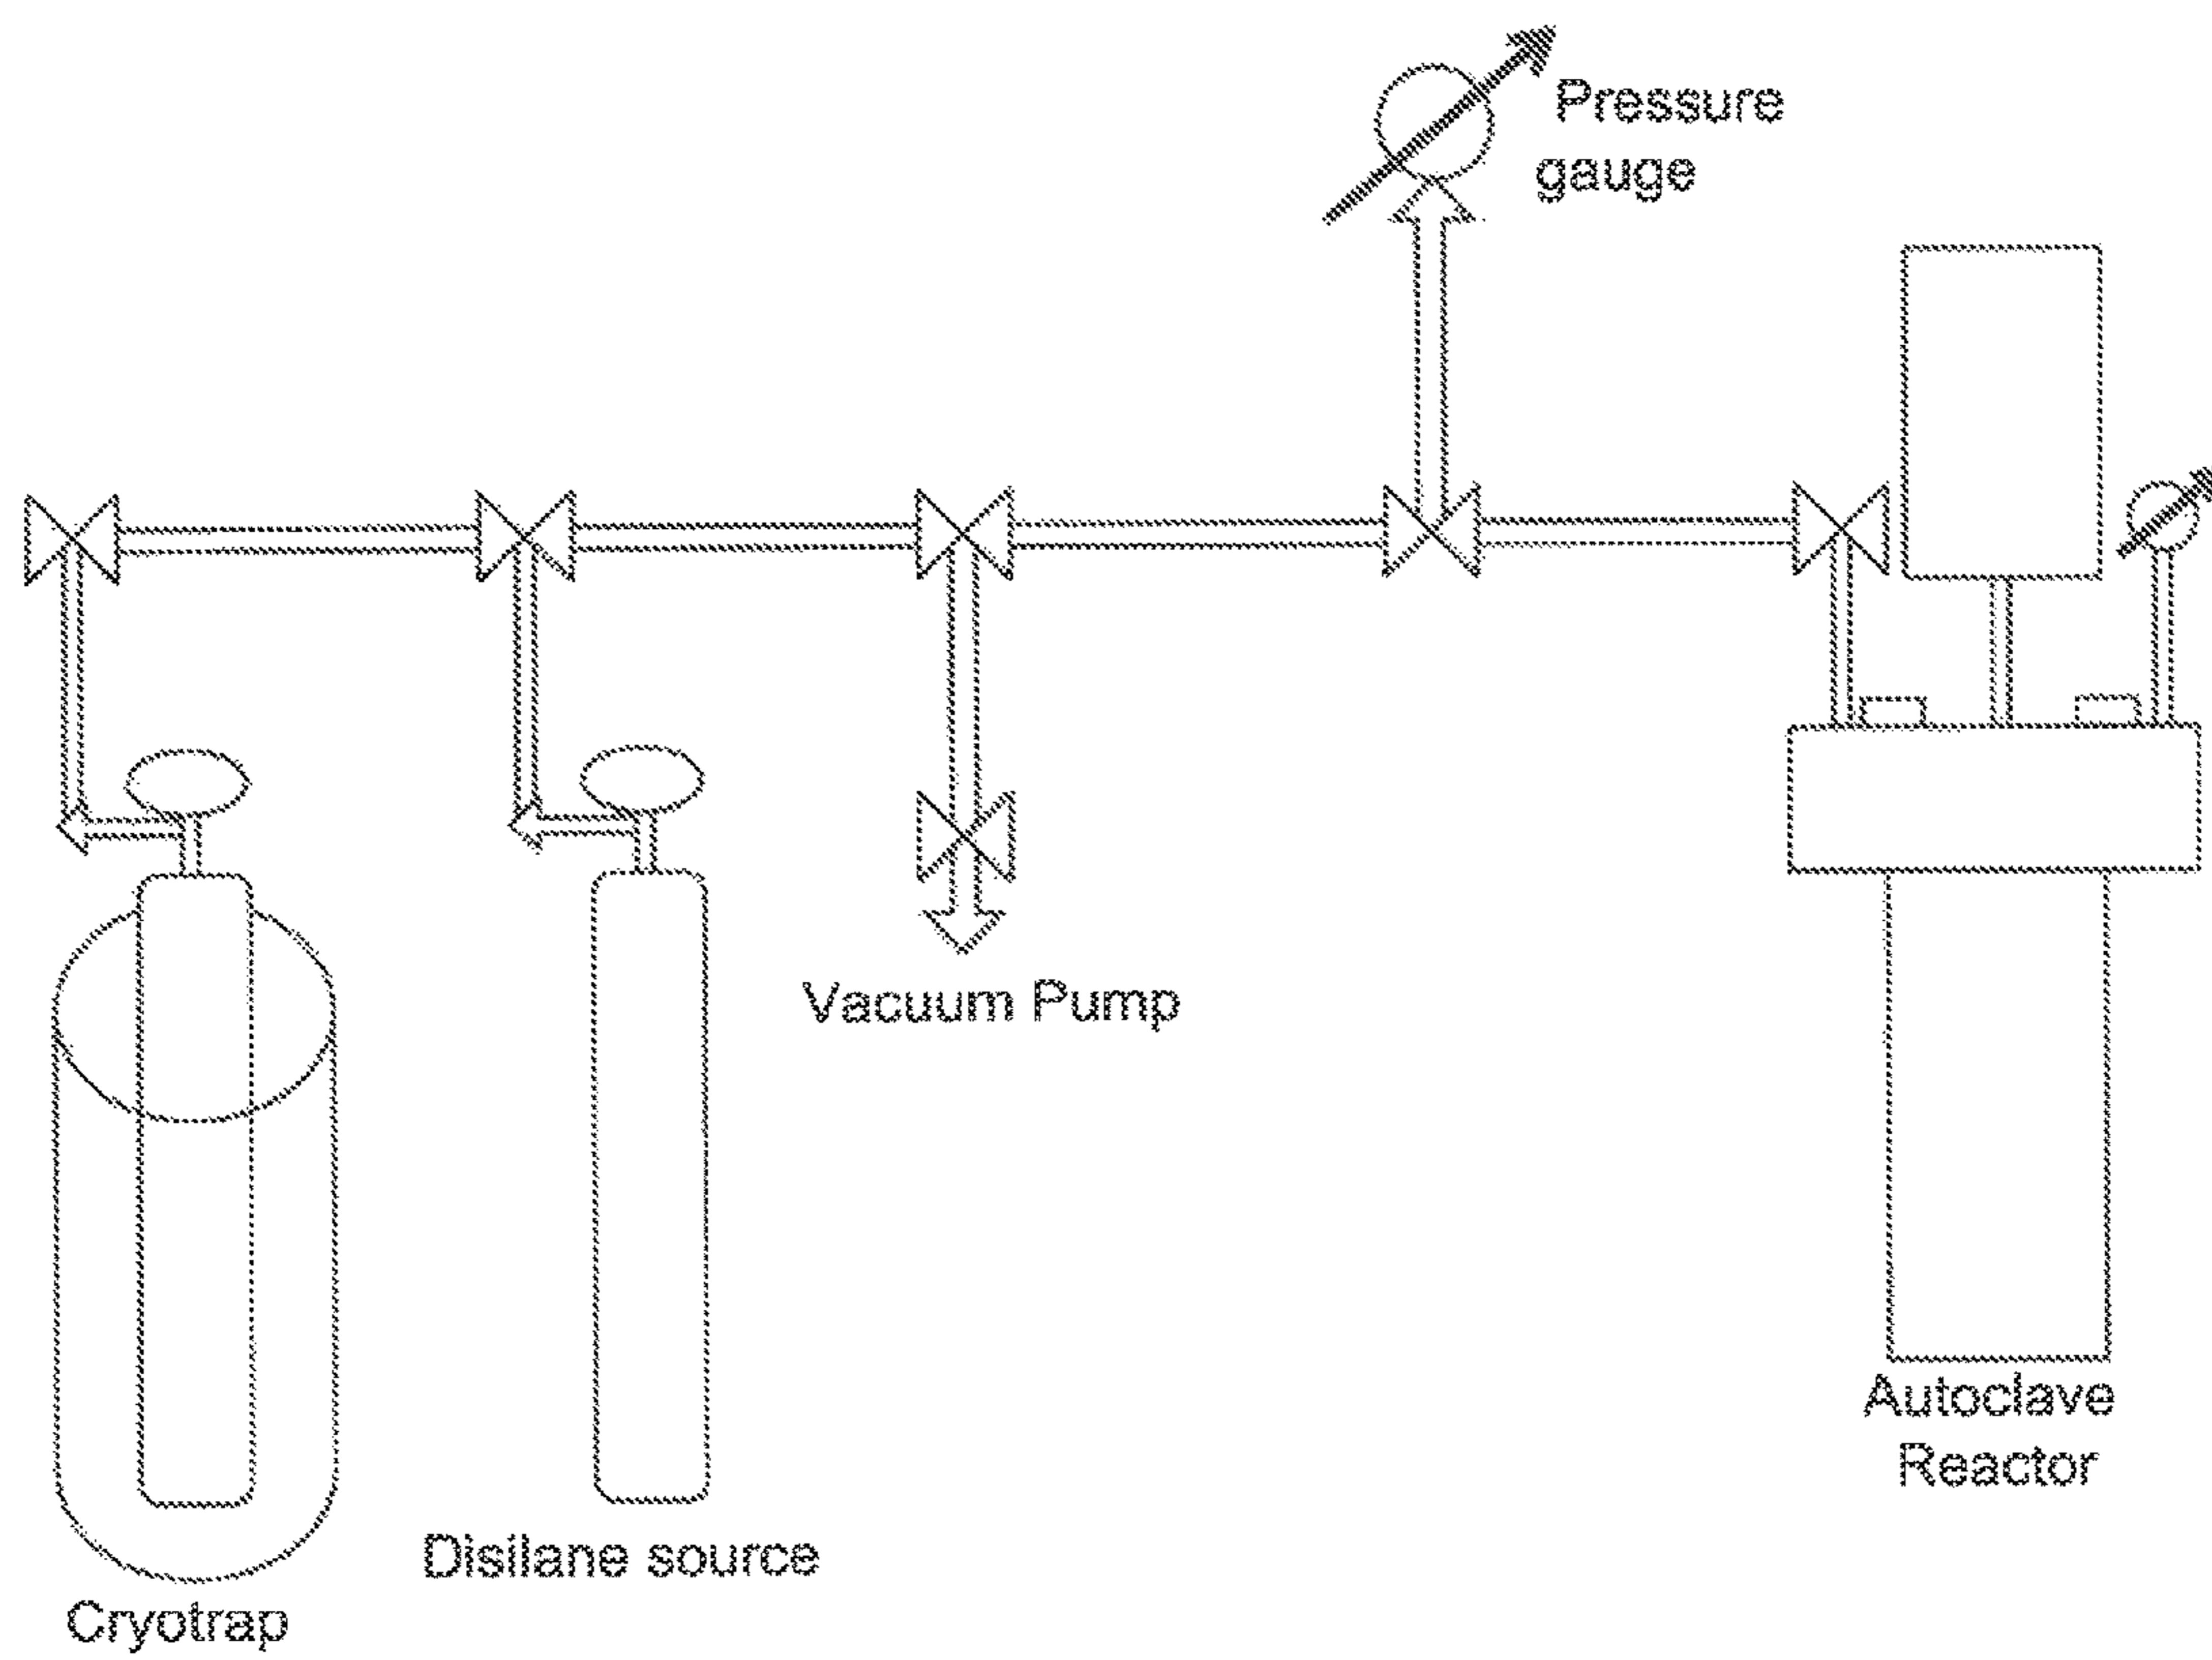 Pressure
gauge
Vacuum Pump
Autoclave
Reactor
Disilane source
Cryotrap